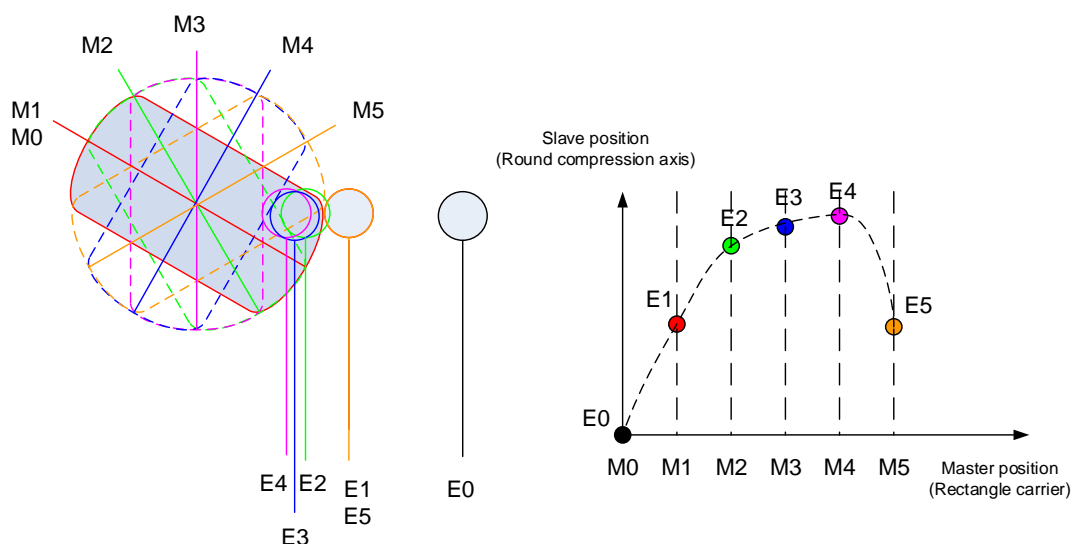 M3
M2
M4
M1
M0
M5
E4
E2
E1
E5
E3
E0
Slave position
(Round compression axis)
E4
E3
E2
E1
E5
E0
M0 M1 M2 M3 M4 M5
Master position
(Rectangle carrier)